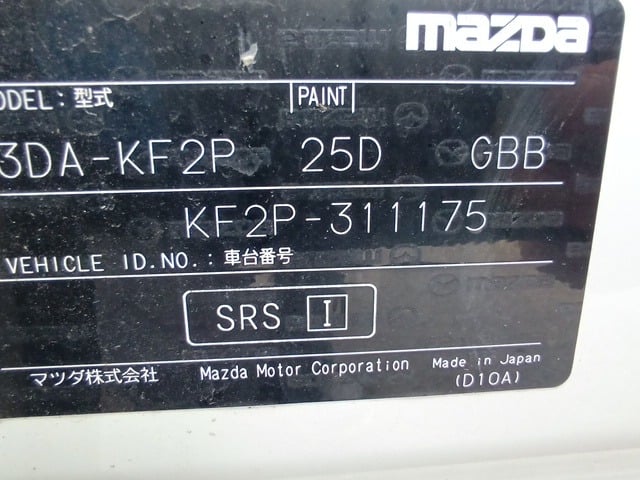 mazda
MODEL:型式 PAINT
3DA-KF2P 25D GBB
KF2P-311175
VEHICLE ID.NO.:車台番号
SRS I
マツダ株式会社 Mazda Motor Corporation Made in Japan
(D10A)